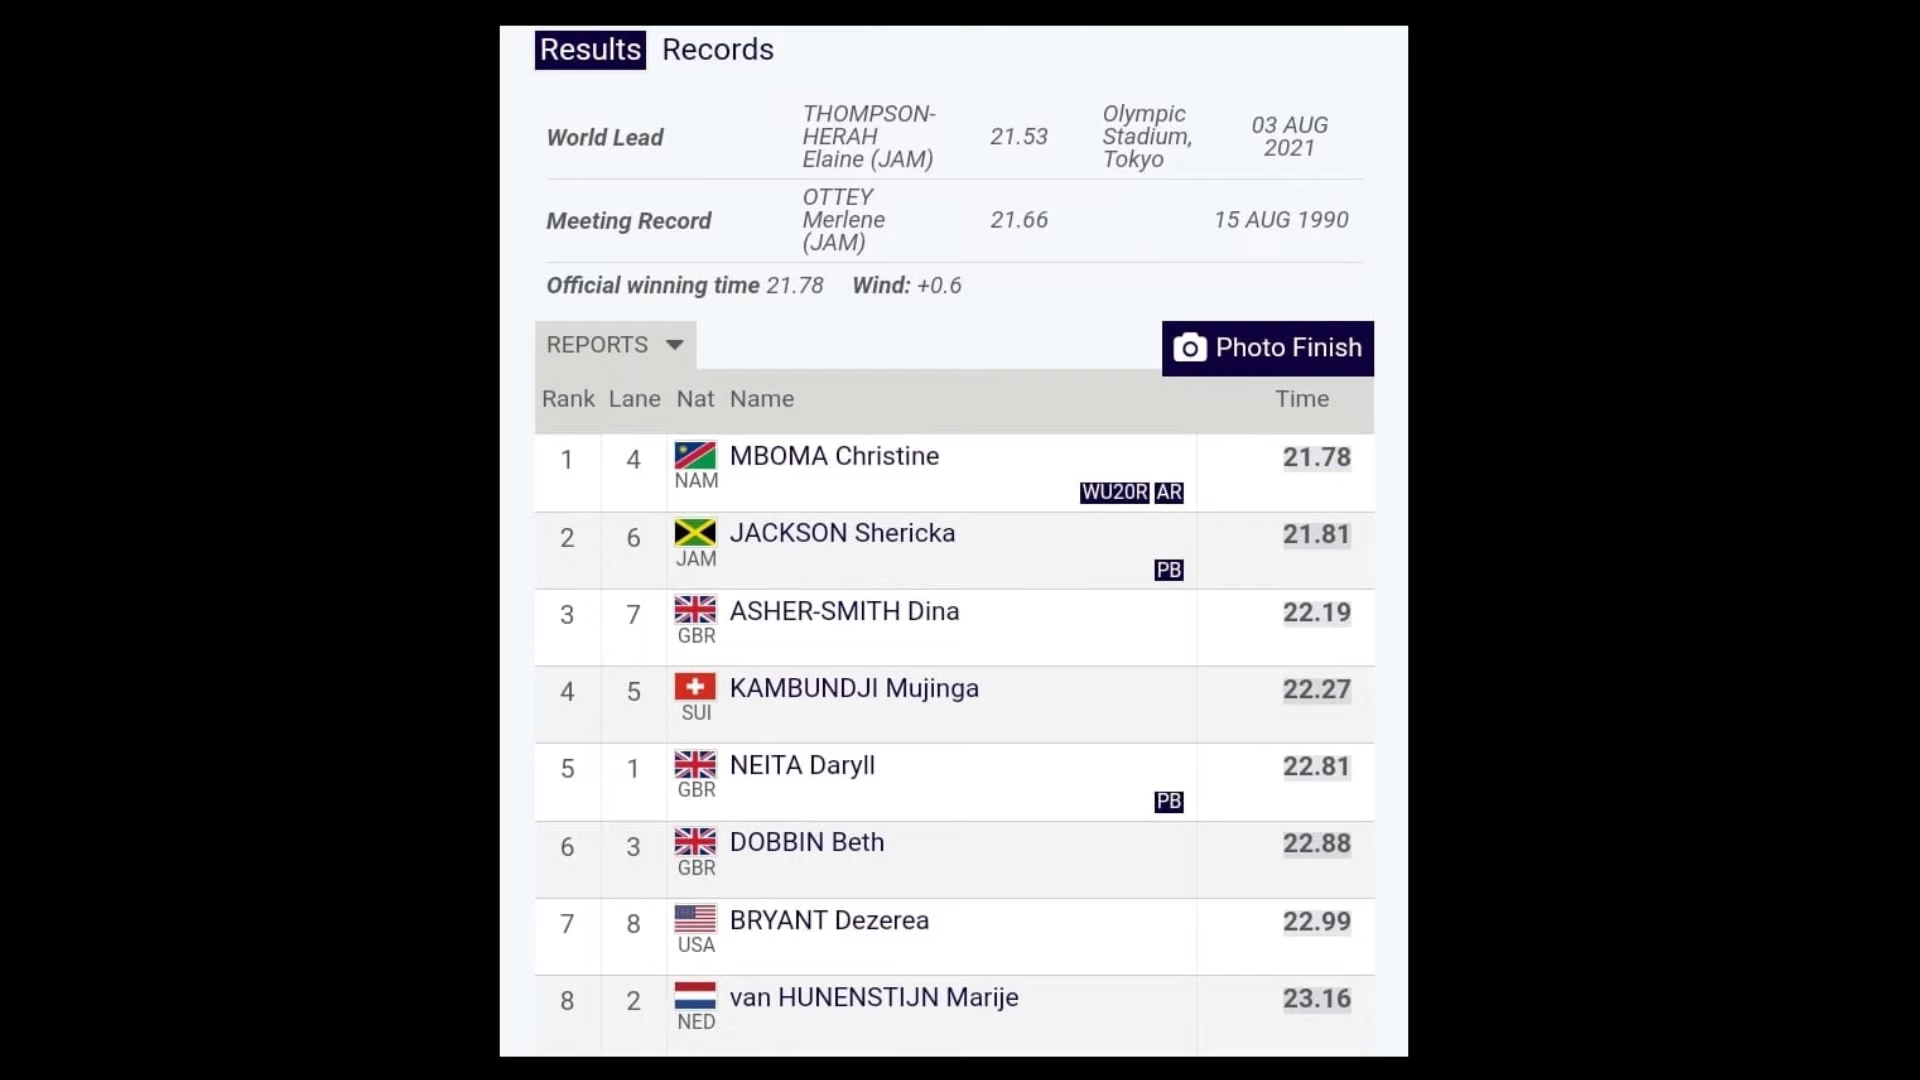 Results Records
THOMPSON-
HERAH
Elaine (JAM)
World Lead
21.53
Olympic
Stadium,
Tokyo
03 AUG
2021
OTTEY
Merlene
(JAM)
Meeting Record
21.66
15 AUG 1990
Official winning time 21.78 Wind: +0.6
REPORTS
Photo Finish
Rank Lane Nat Name Time
1 4 MBOMA Christine 21.78
NAM
WU20R AR
2 6 JACKSON Shericka 21.81
JAM
PB
3 7 ASHER-SMITH Dina 22.19
GBR
4 5 KAMBUNDJI Mujinga 22.27
SUI
5 1 NEITA Daryll 22.81
GBR
PB
6 3 DOBBIN Beth 22.88
GBR
7 8 BRYANT Dezerea 22.99
USA
8 2 van HUNENSTIJN Marije 23.16
NED